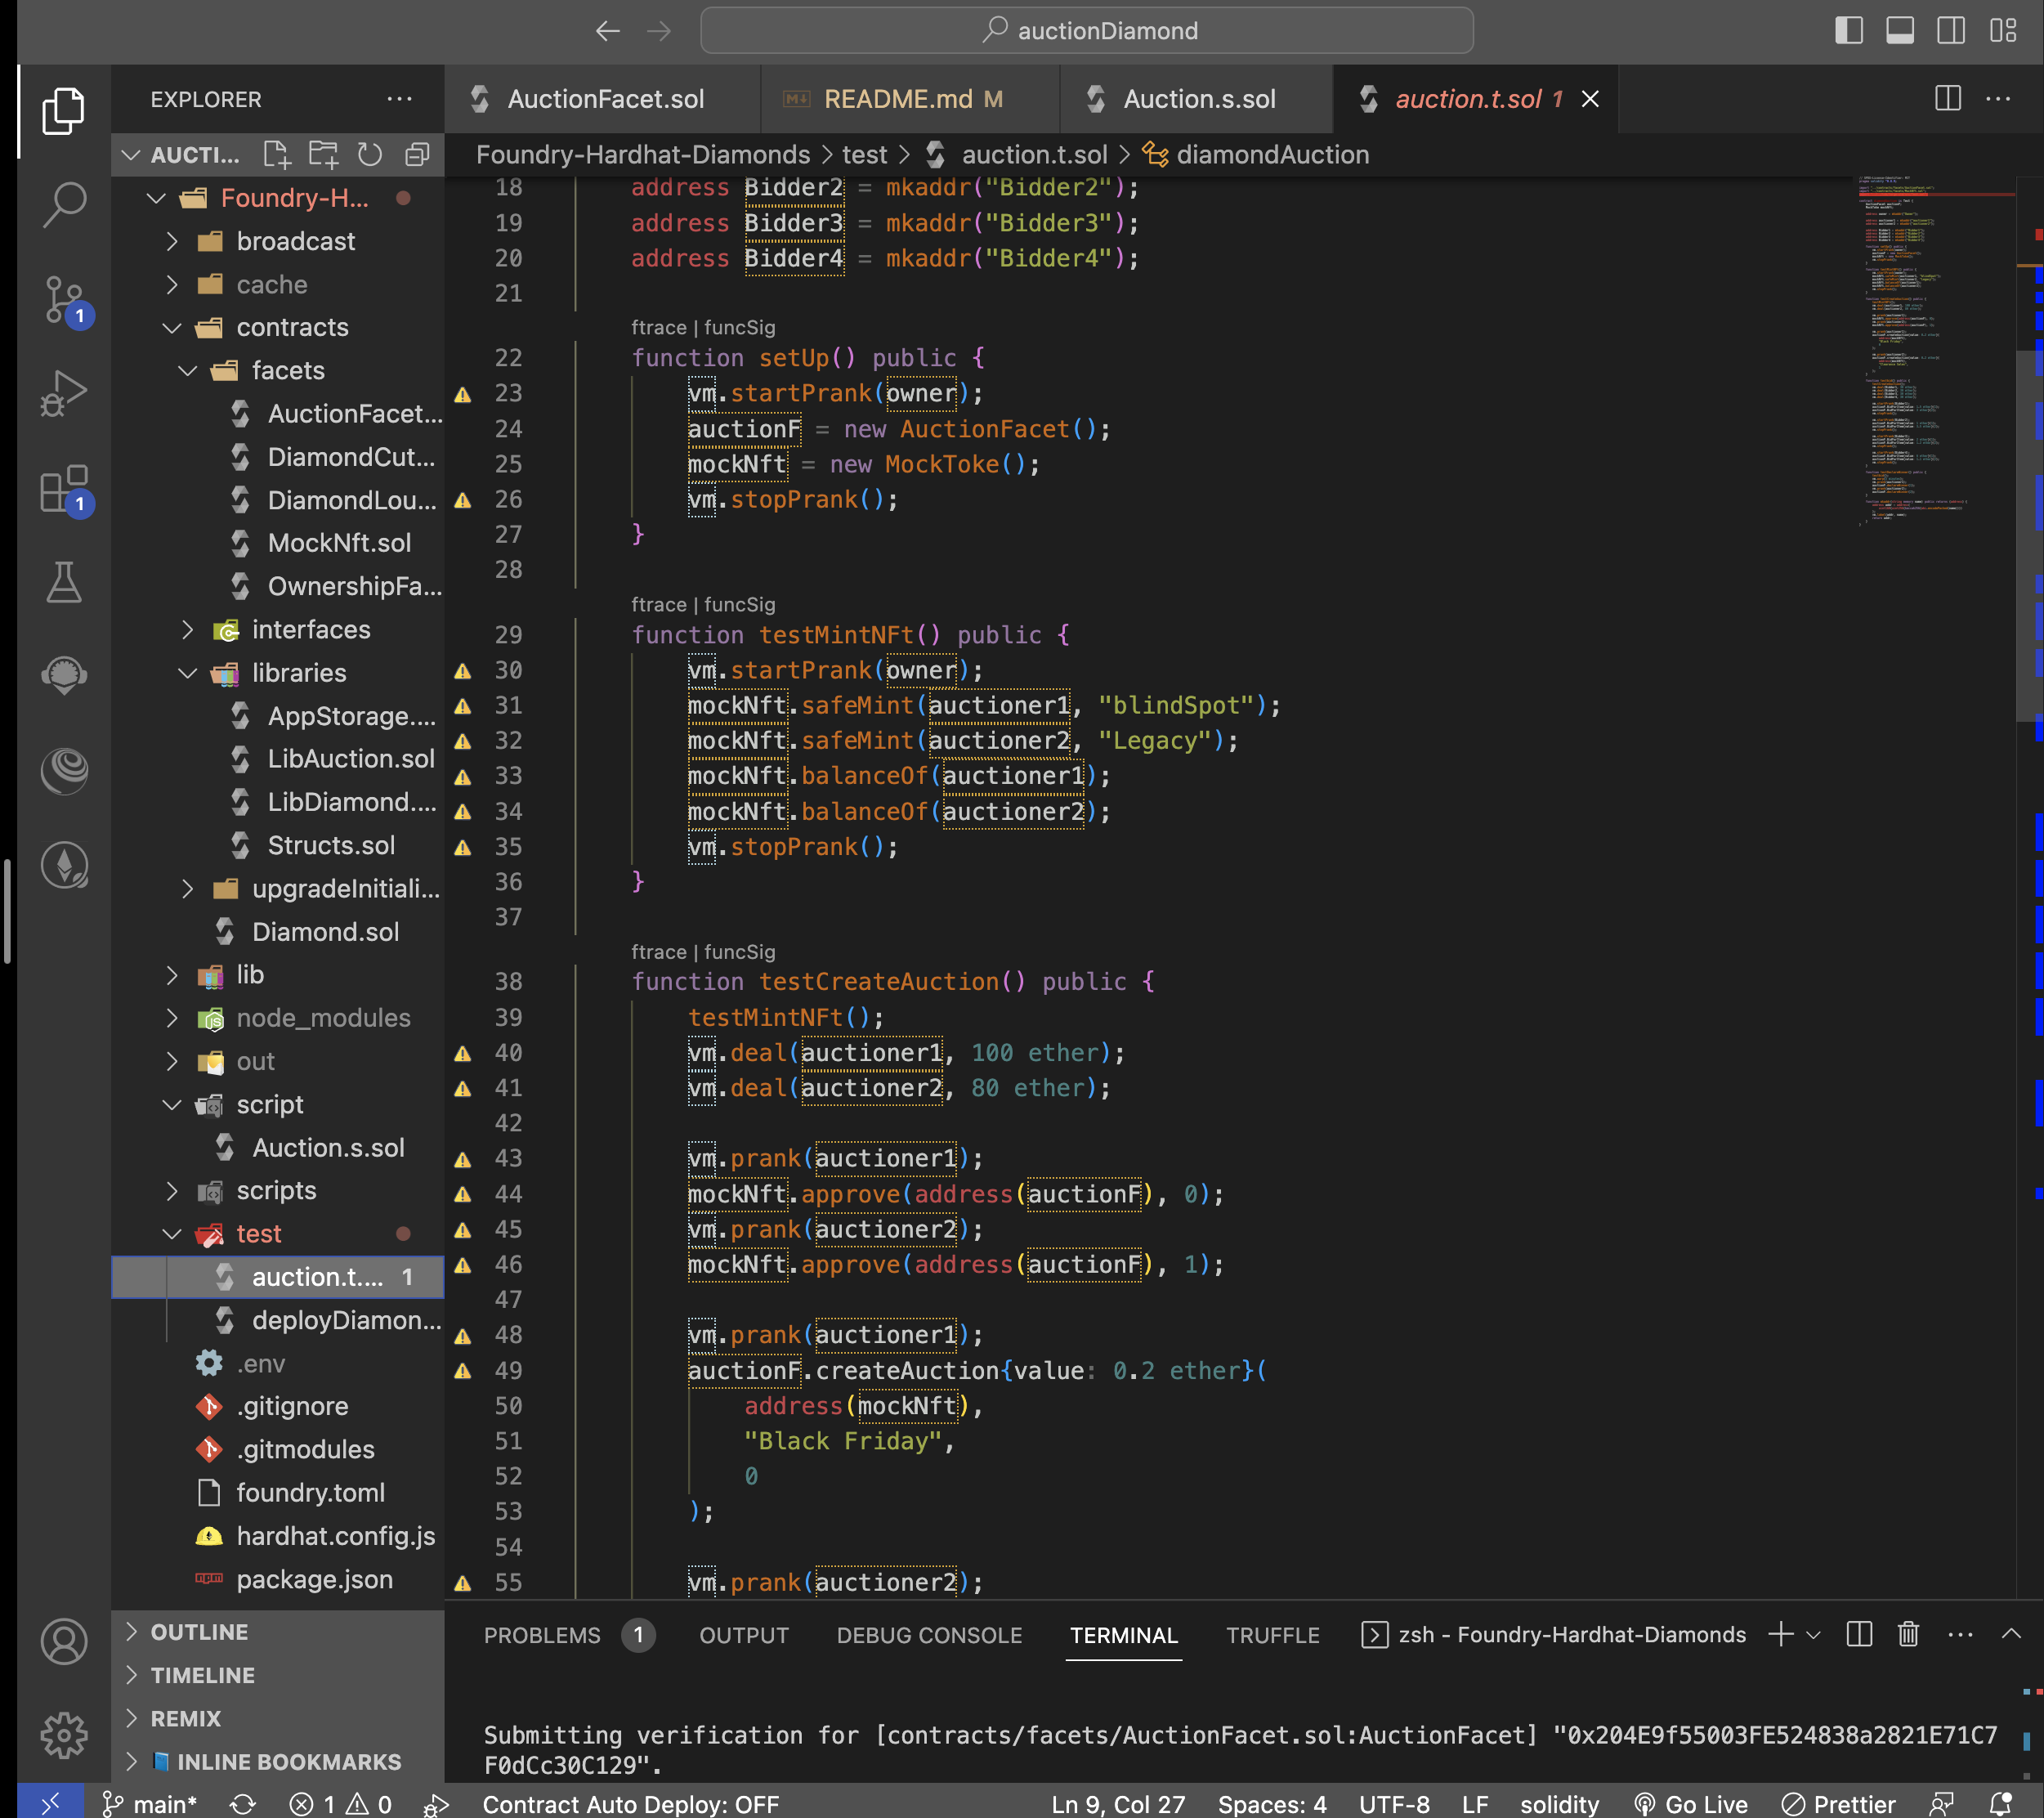 auctionDiamond
EXPLORER
AuctionFacet.sol
README.md M
Auction.s.sol
auction.t.sol 1
AUCTI...
Foundry-Hardhat-Diamonds > test > auction.t.sol > diamondAuction
Foundry-H...
broadcast
cache
contracts
facets
AuctionFacet...
DiamondCut...
DiamondLou...
MockNft.sol
OwnershipFa...
interfaces
libraries
AppStorage....
LibAuction.sol
LibDiamond....
Structs.sol
upgradeInitiali...
Diamond.sol
lib
node_modules
out
script
Auction.s.sol
scripts
test
auction.t.... 1
deployDiamon...
.env
.gitignore
.gitmodules
foundry.toml
hardhat.config.js
package.json
OUTLINE
TIMELINE
REMIX
INLINE BOOKMARKS
1
1
18 address Bidder2 = mkaddr("Bidder2");
19 address Bidder3 = mkaddr("Bidder3");
20 address Bidder4 = mkaddr("Bidder4");
21
ftrace | funcSig
22 function setUp() public {
23 vm.startPrank(owner);
24 auctionF = new AuctionFacet();
25 mockNft = new MockToke();
26 vm.stopPrank();
27 }
28
ftrace | funcSig
29 function testMintNFt() public {
30 vm.startPrank(owner);
31 mockNft.safeMint(auctioner1, "blindSpot");
32 mockNft.safeMint(auctioner2, "Legacy");
33 mockNft.balanceOf(auctioner1);
34 mockNft.balanceOf(auctioner2);
35 vm.stopPrank();
36 }
37
ftrace | funcSig
38 function testCreateAuction() public {
39 testMintNFt();
40 vm.deal(auctioner1, 100 ether);
41 vm.deal(auctioner2, 80 ether);
42
43 vm.prank(auctioner1);
44 mockNft.approve(address(auctionF), 0);
45 vm.prank(auctioner2);
46 mockNft.approve(address(auctionF), 1);
47
48 vm.prank(auctioner1);
49 auctionF.createAuction{value: 0.2 ether}(
50 address(mockNft),
51 "Black Friday",
52 0
53 );
54
55 vm.prank(auctioner2);
PROBLEMS 1 OUTPUT DEBUG CONSOLE TERMINAL TRUFFLE zsh - Foundry-Hardhat-Diamonds
Submitting verification for [contracts/facets/AuctionFacet.sol:AuctionFacet] "0x204E9f55003FE524838a2821E71C7
F0dCc30C129".
main* 1 0 Contract Auto Deploy: OFF Ln 9, Col 27 Spaces: 4 UTF-8 LF solidity Go Live Prettier